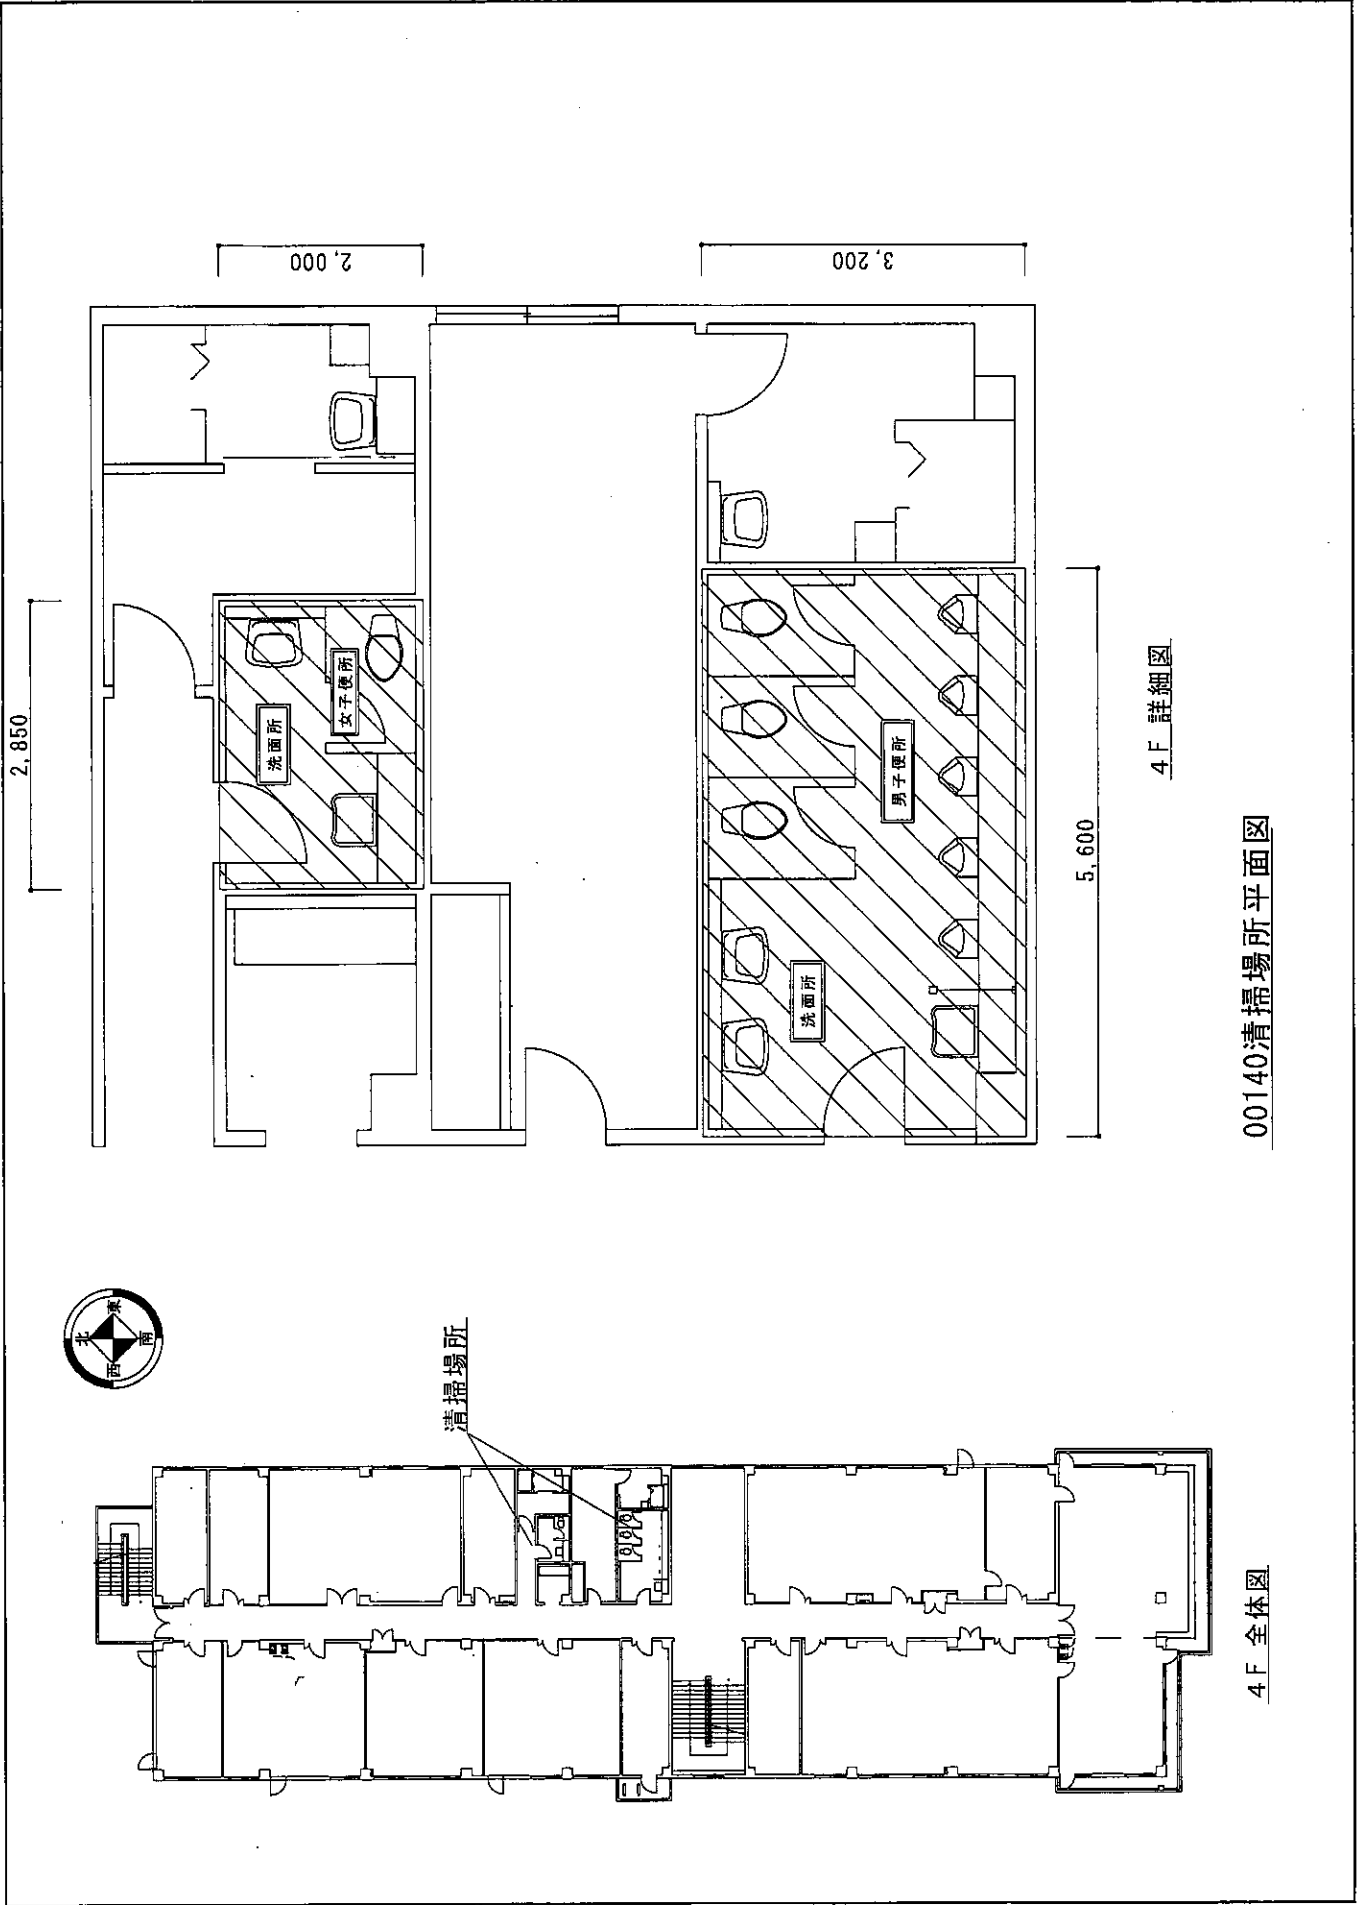 2,850
2,000
洗面所
女子便所
3,200
男子便所
洗面所
5,600
4F 詳細図
00140清掃場所平面図
北
東
西
南
清掃場所
4F 全体図